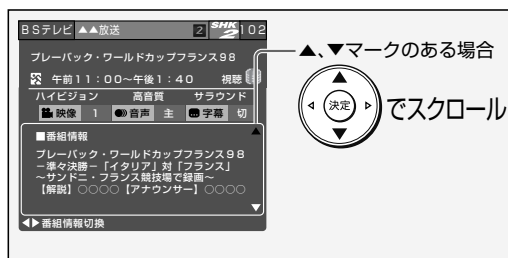 BSテレビ ▲▲放送 2 SHK 2 102
プレーバック・ワールドカップフランス98
午前11:00~午後1:40 視聴
ハイビジョン 高音質 サラウンド
映像 1 音声 主 字幕 切
■番組情報
プレーバック・ワールドカップフランス98
−準々決勝−「イタリア」対「フランス」
~サンドニ・フランス競技場で録画~
【解説】○○○○【アナウンサー】○○○○
◀▶番組情報切換
▲、▼マークのある場合
決定
でスクロール